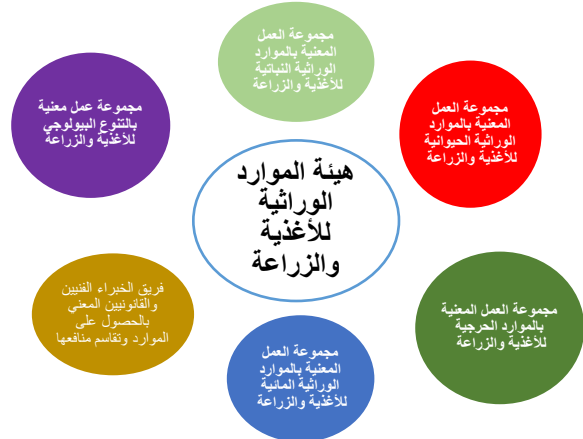 مجموعة العمل
المعنية بالموارد
الوراثية النباتية
للأغذية والزراعة
مجموعة العمل
المعنية بالموارد
الوراثية الحيوانية
للأغذية والزراعة
مجموعة عمل معنية
بالتنوع البيولوجي
للأغذية والزراعة
هيئة الموارد
الوراثية
للأغذية
والزراعة
مجموعة العمل المعنية
بالموارد الحرجية
للأغذية والزراعة
فريق الخبراء الفنيين
والقانونيين المعني
بالحصول على
الموارد وتقاسم منافعها
مجموعة العمل
المعنية بالموارد
الوراثية المائية
للأغذية والزراعة